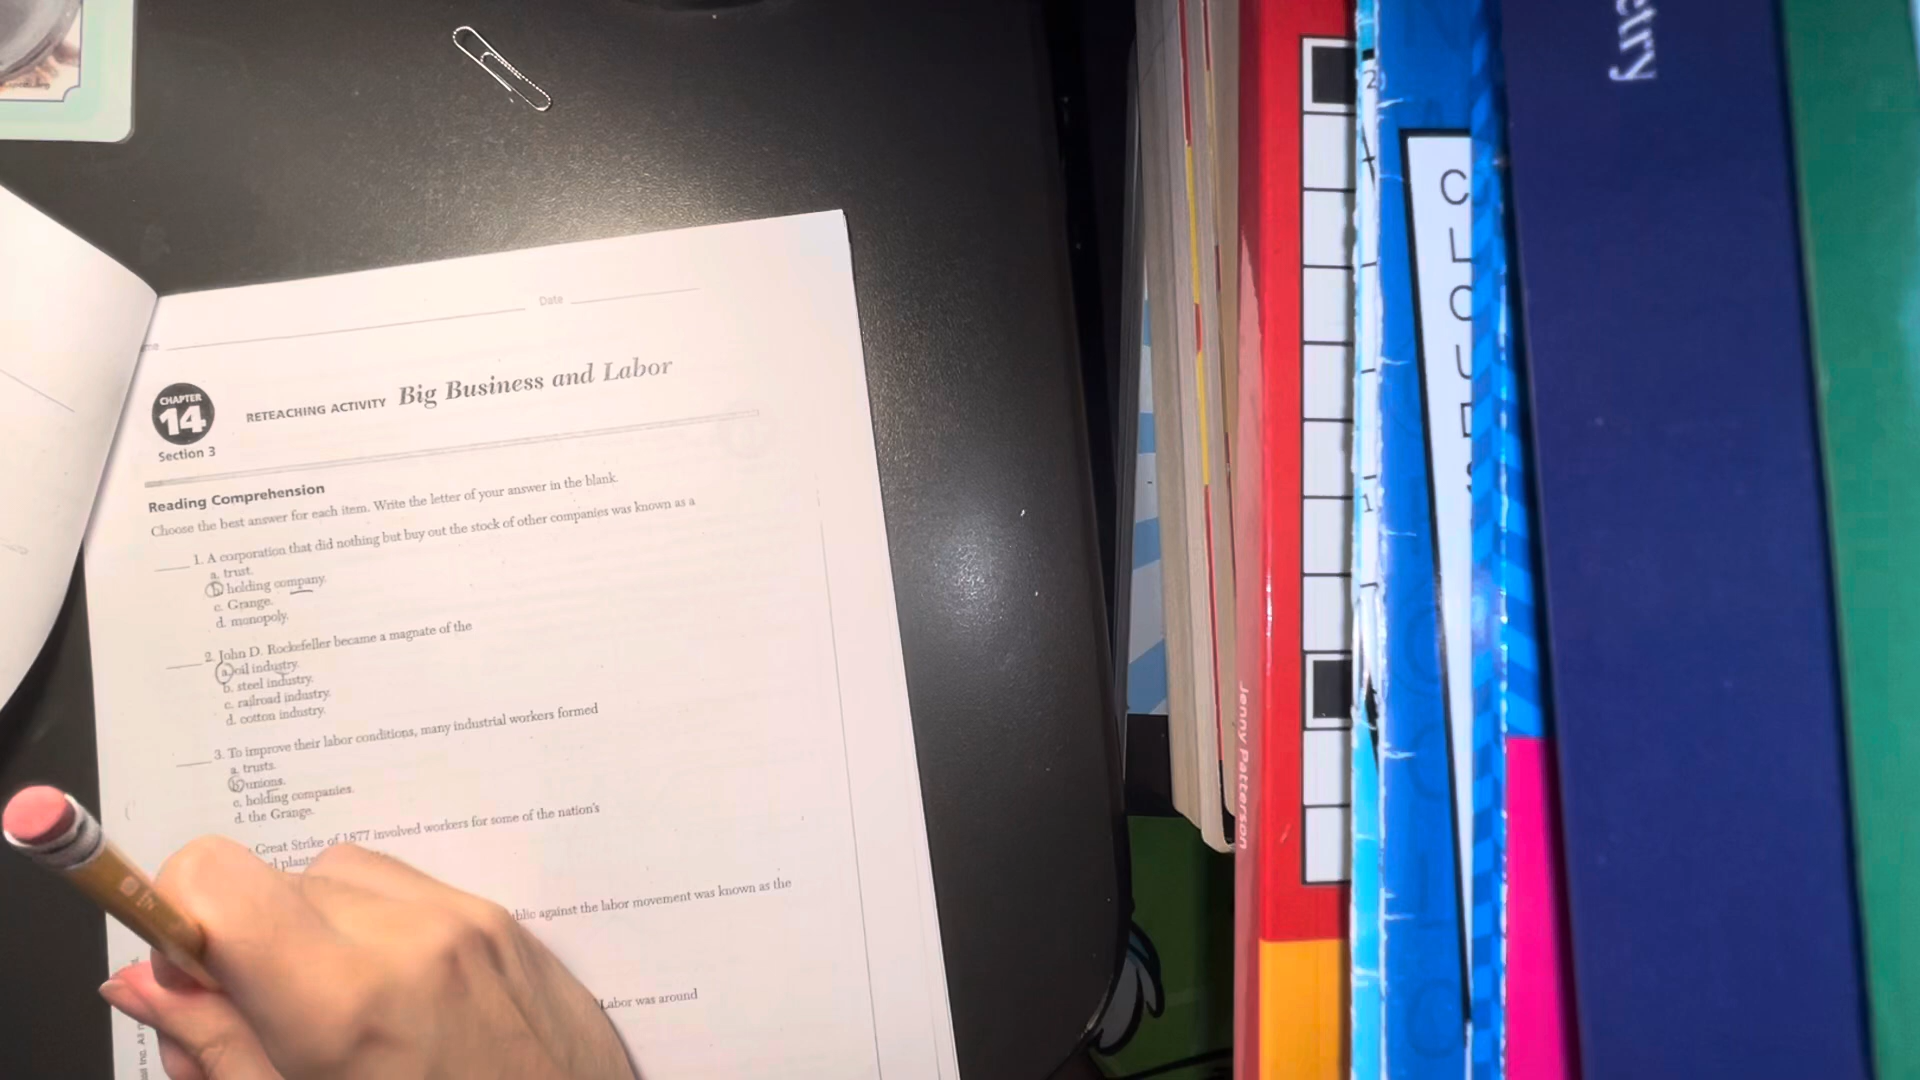 Date
CHAPTER
14
Section 3
RETEACHING ACTIVITY Big Business and Labor
Reading Comprehension
Choose the best answer for each item. Write the letter of your answer in the blank.
1. A corporation that did nothing but buy out the stock of other companies was known as a
a. trust.
b. holding company.
c. Grange.
d. monopoly.
2. John D. Rockefeller became a magnate of the
a. oil industry.
b. steel industry.
c. railroad industry.
d. cotton industry.
3. To improve their labor conditions, many industrial workers formed
a. trusts.
b. unions.
c. holding companies.
d. the Grange.
Great Strike of 1877 involved workers for some of the nation's
against the labor movement was known as the
Labor was around
Jenny Patterson
2
1
C
L
O
U
etry